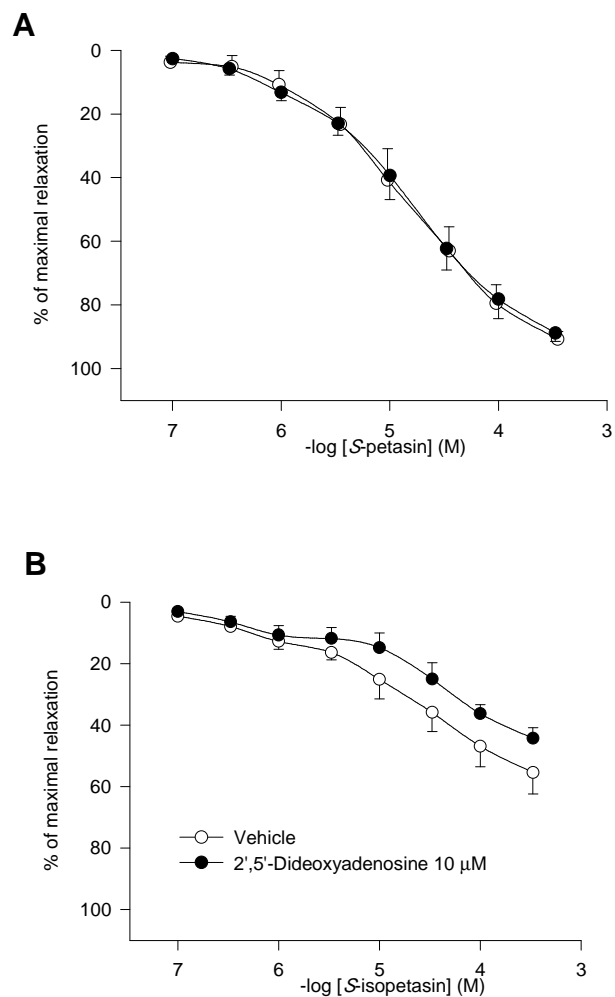 A
0
20
40
60
80
100
% of maximal relaxation
7 6 5 4 3
-log [S-petasin] (M)
B
0
20
40
60
80
100
% of maximal relaxation
Vehicle
2',5'-Dideoxyadenosine 10 μM
7 6 5 4 3
-log [S-isopetasin] (M)